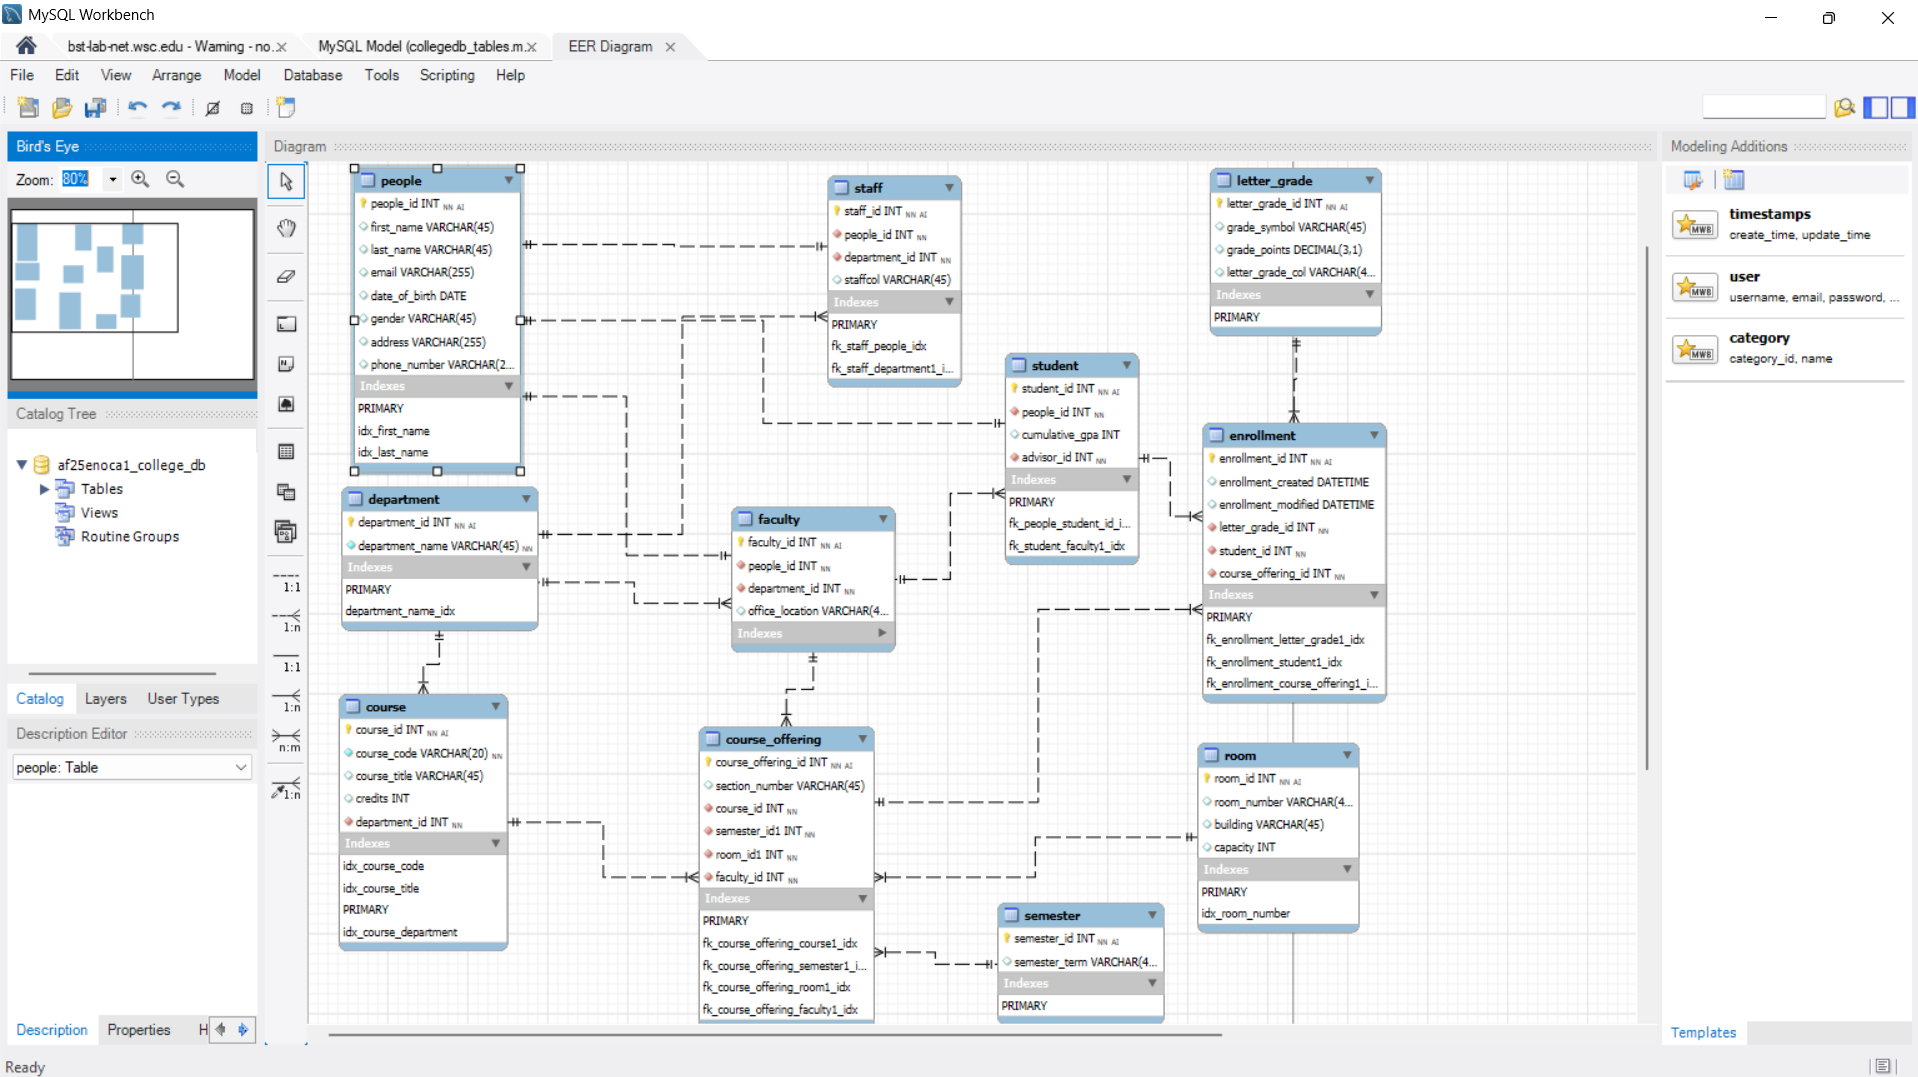 MySQL Workbench
bst-lab-net.wsc.edu - Warning - no...
MySQL Model (collegedb_tables.m...
EER Diagram
File Edit View Arrange Model Database Tools Scripting Help
Bird's Eye
Zoom: 80%
Catalog Tree
af25enoca1_college_db
Tables
Views
Routine Groups
Catalog Layers User Types
Description Editor
people: Table
Description Properties H
Ready
Diagram
1:1
1:n
1:1
1:n
n:m
1:n
people
people_id INT NN AI
first_name VARCHAR(45)
last_name VARCHAR(45)
email VARCHAR(255)
date_of_birth DATE
gender VARCHAR(45)
address VARCHAR(255)
phone_number VARCHAR(2...
Indexes
PRIMARY
idx_first_name
idx_last_name
department
department_id INT NN AI
department_name VARCHAR(45) NN
Indexes
PRIMARY
department_name_idx
course
course_id INT NN AI
course_code VARCHAR(20) NN
course_title VARCHAR(45)
credits INT
department_id INT NN
Indexes
idx_course_code
idx_course_title
PRIMARY
idx_course_department
staff
staff_id INT NN AI
people_id INT NN
department_id INT NN
staffcol VARCHAR(45)
Indexes
PRIMARY
fk_staff_people_idx
fk_staff_department1_i...
faculty
faculty_id INT NN AI
people_id INT NN
department_id INT NN
office_location VARCHAR(4...
Indexes
course_offering
course_offering_id INT NN AI
section_number VARCHAR(45)
course_id INT NN
semester_id1 INT NN
room_id1 INT NN
faculty_id INT NN
Indexes
PRIMARY
fk_course_offering_course1_idx
fk_course_offering_semester1_i...
fk_course_offering_room1_idx
fk_course_offering_faculty1_idx
student
student_id INT NN AI
people_id INT NN
cumulative_gpa INT
advisor_id INT NN
Indexes
PRIMARY
fk_people_student_id_i...
fk_student_faculty1_idx
semester
semester_id INT NN AI
semester_term VARCHAR(4...
Indexes
PRIMARY
letter_grade
letter_grade_id INT NN AI
grade_symbol VARCHAR(45)
grade_points DECIMAL(3,1)
letter_grade_col VARCHAR(4...
Indexes
PRIMARY
enrollment
enrollment_id INT NN AI
enrollment_created DATETIME
enrollment_modified DATETIME
letter_grade_id INT NN
student_id INT NN
course_offering_id INT NN
Indexes
PRIMARY
fk_enrollment_letter_grade1_idx
fk_enrollment_student1_idx
fk_enrollment_course_offering1_i...
room
room_id INT NN AI
room_number VARCHAR(4...
building VARCHAR(45)
capacity INT
Indexes
PRIMARY
idx_room_number
Modeling Additions
MWB
timestamps
create_time, update_time
MWB
user
username, email, password, ...
MWB
category
category_id, name
Templates